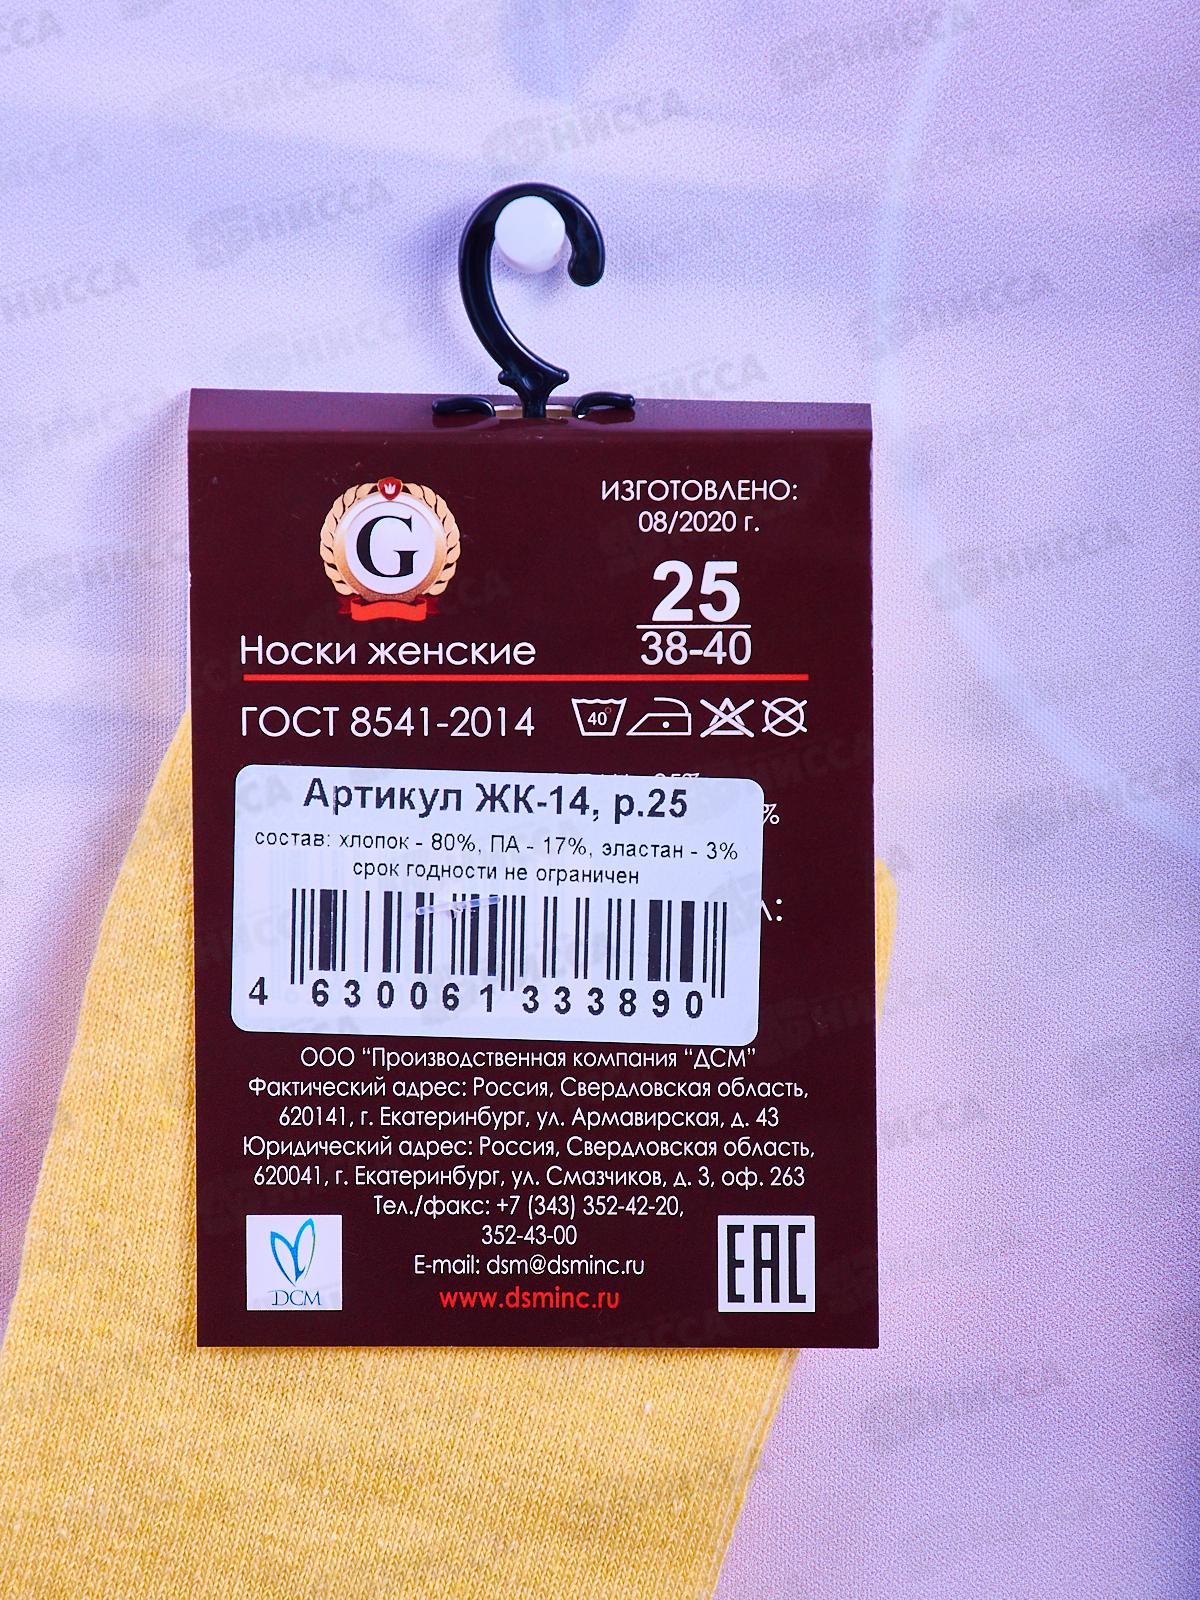 ИЗГОТОВЛЕНО:
08/2020 г.
G
25
38-40
Носки женские
ГОСТ 8541-2014
40°
Артикул ЖК-14, р.25
состав: хлопок - 80%, ПА - 17%, эластан - 3%
срок годности не ограничен
4 630061 333890
ООО “Производственная компания “ДСМ”
Фактический адрес: Россия, Свердловская область,
620141, г. Екатеринбург, ул. Армавирская, д. 43
Юридический адрес: Россия, Свердловская область,
620041, г. Екатеринбург, ул. Смазчиков, д. 3, оф. 263
Тел./факс: +7 (343) 352-42-20,
352-43-00
E-mail: dsm@dsminc.ru
www.dsminc.ru
ДСМ
EAC
НИССА